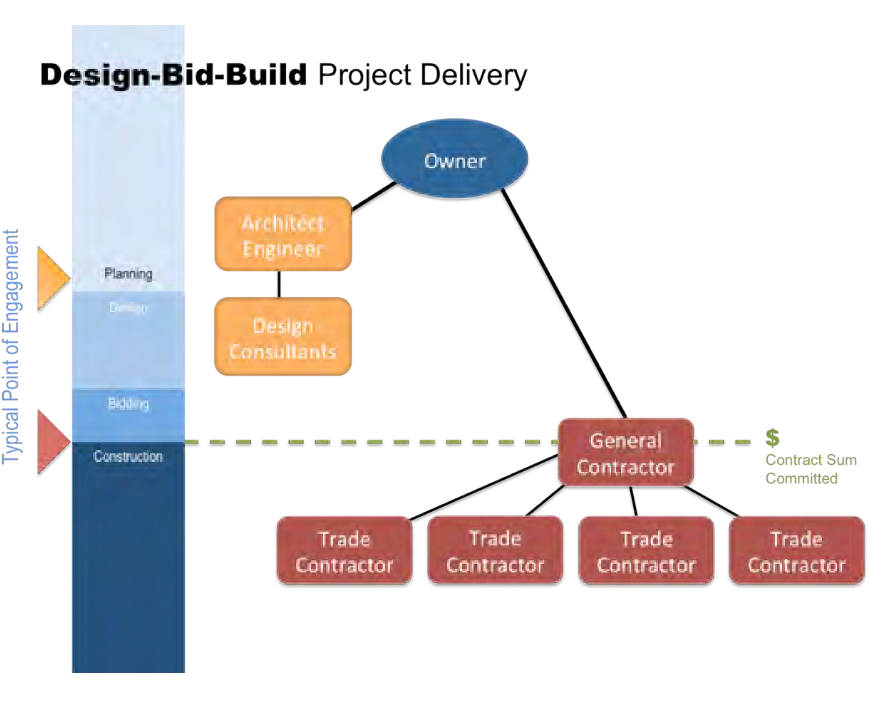 Design-Bid-Build Project Delivery
Typical Point of Engagement
Planning
Design
Bidding
Construction
Owner
Architect
Engineer
Design
Consultants
General
Contractor
$
Contract Sum
Committed
Trade
Contractor
Trade
Contractor
Trade
Contractor
Trade
Contractor